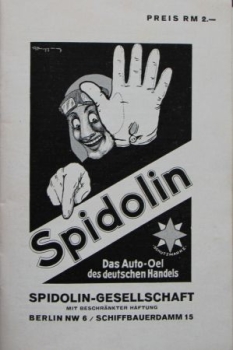 PREIS RM 2.—
Spidolin
Das Auto-Oel
des deutschen Handels
SCHUTZMARKE
SPIDOLIN-GESELLSCHAFT
MIT BESCHRÄNKTER HAFTUNG
BERLIN NW 6 / SCHIFFBAUERDAMM 15